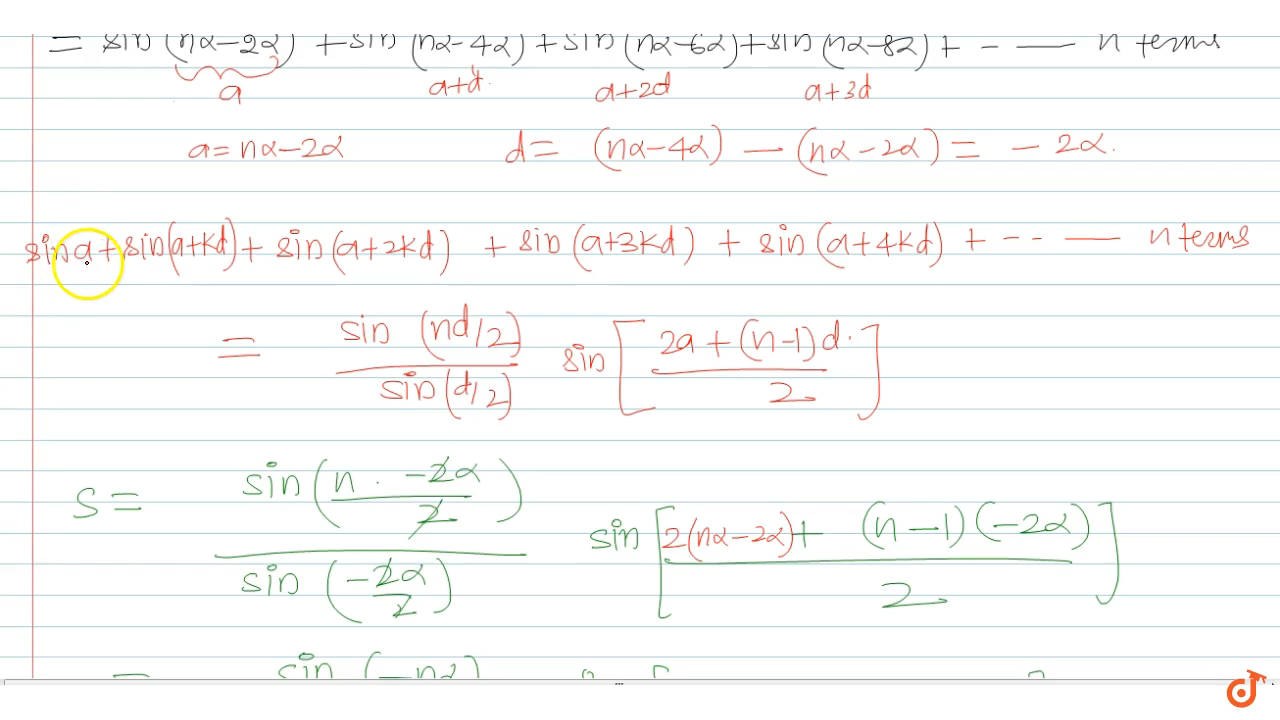 = sin (nα-2α) + sin (nα-4α) + sin (nα-6α) + sin (nα-8α) + - - — n terms
a a+d. a+2d a+3d
a = nα-2α d = (nα-4α) — (nα-2α) = - 2α.
sin a + sin (a+Kd) + sin (a+2Kd) + sin (a+3Kd) + sin (a+4Kd) + - - - — n terms
= sin (nd/2) / sin (d/2) sin [ 2a + (n-1) d. / 2 ]
S = sin ( n . -2α / 2 ) / sin ( -2α / 2 ) sin [ 2(nα-2α) + (n-1) (-2α) / 2 ]
= sin (-nα)